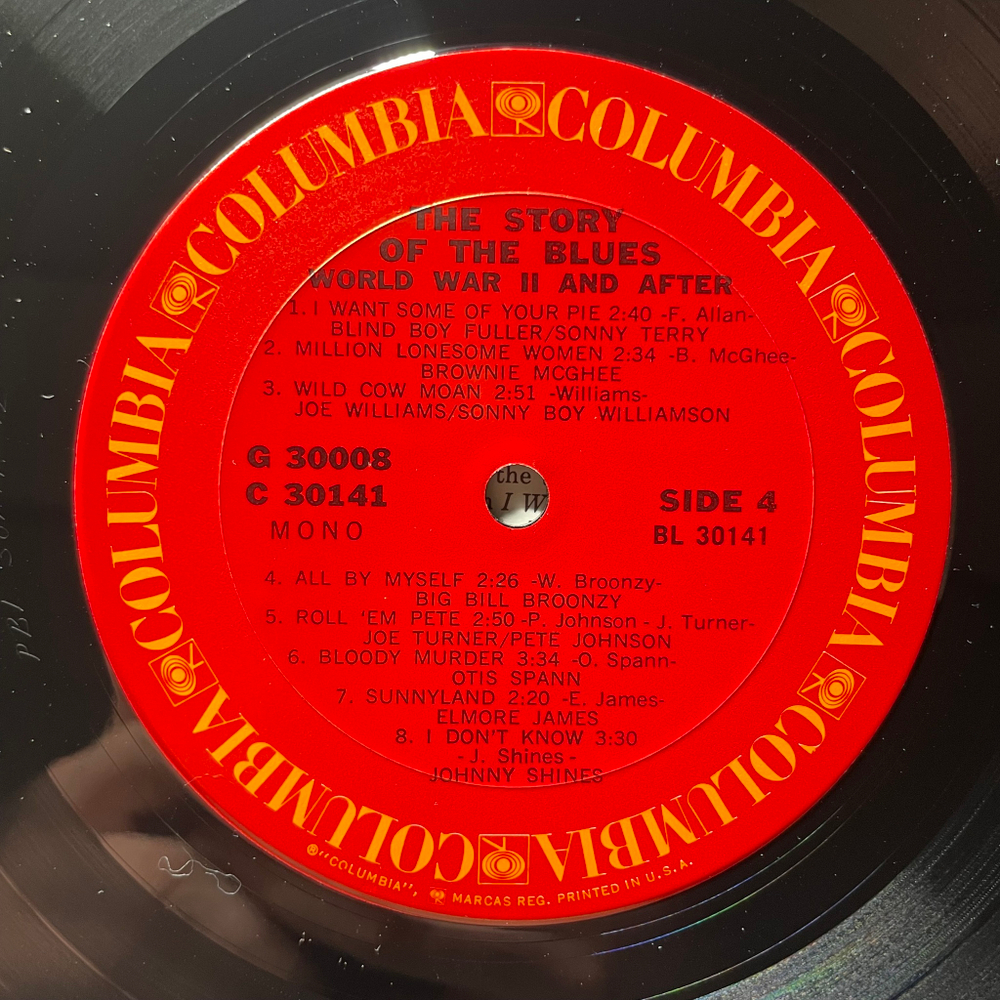 COLUMBIA COLUMBIA COLUMBIA COLUMBIA COLUMBIA COLUMBIA COLUMBIA COLUMBIA
THE STORY
OF THE BLUES
WORLD WAR II AND AFTER
1. I WANT SOME OF YOUR PIE 2:40 -F. Allan-
BLIND BOY FULLER/SONNY TERRY
2. MILLION LONESOME WOMEN 2:34 -B. McGhee-
BROWNIE MCGHEE
3. WILD COW MOAN 2:51 -Williams-
JOE WILLIAMS/SONNY BOY WILLIAMSON
G 30008
C 30141
MONO
the
I W
SIDE 4
BL 30141
4. ALL BY MYSELF 2:26 -W. Broonzy-
BIG BILL BROONZY
5. ROLL 'EM PETE 2:50 -P. Johnson - J. Turner-
JOE TURNER/PETE JOHNSON
6. BLOODY MURDER 3:34 -O. Spann-
OTIS SPANN
7. SUNNYLAND 2:20 -E. James-
ELMORE JAMES
8. I DON'T KNOW 3:30
- J. Shines -
JOHNNY SHINES
®"COLUMBIA", MARCAS REG. PRINTED IN U.S.A.